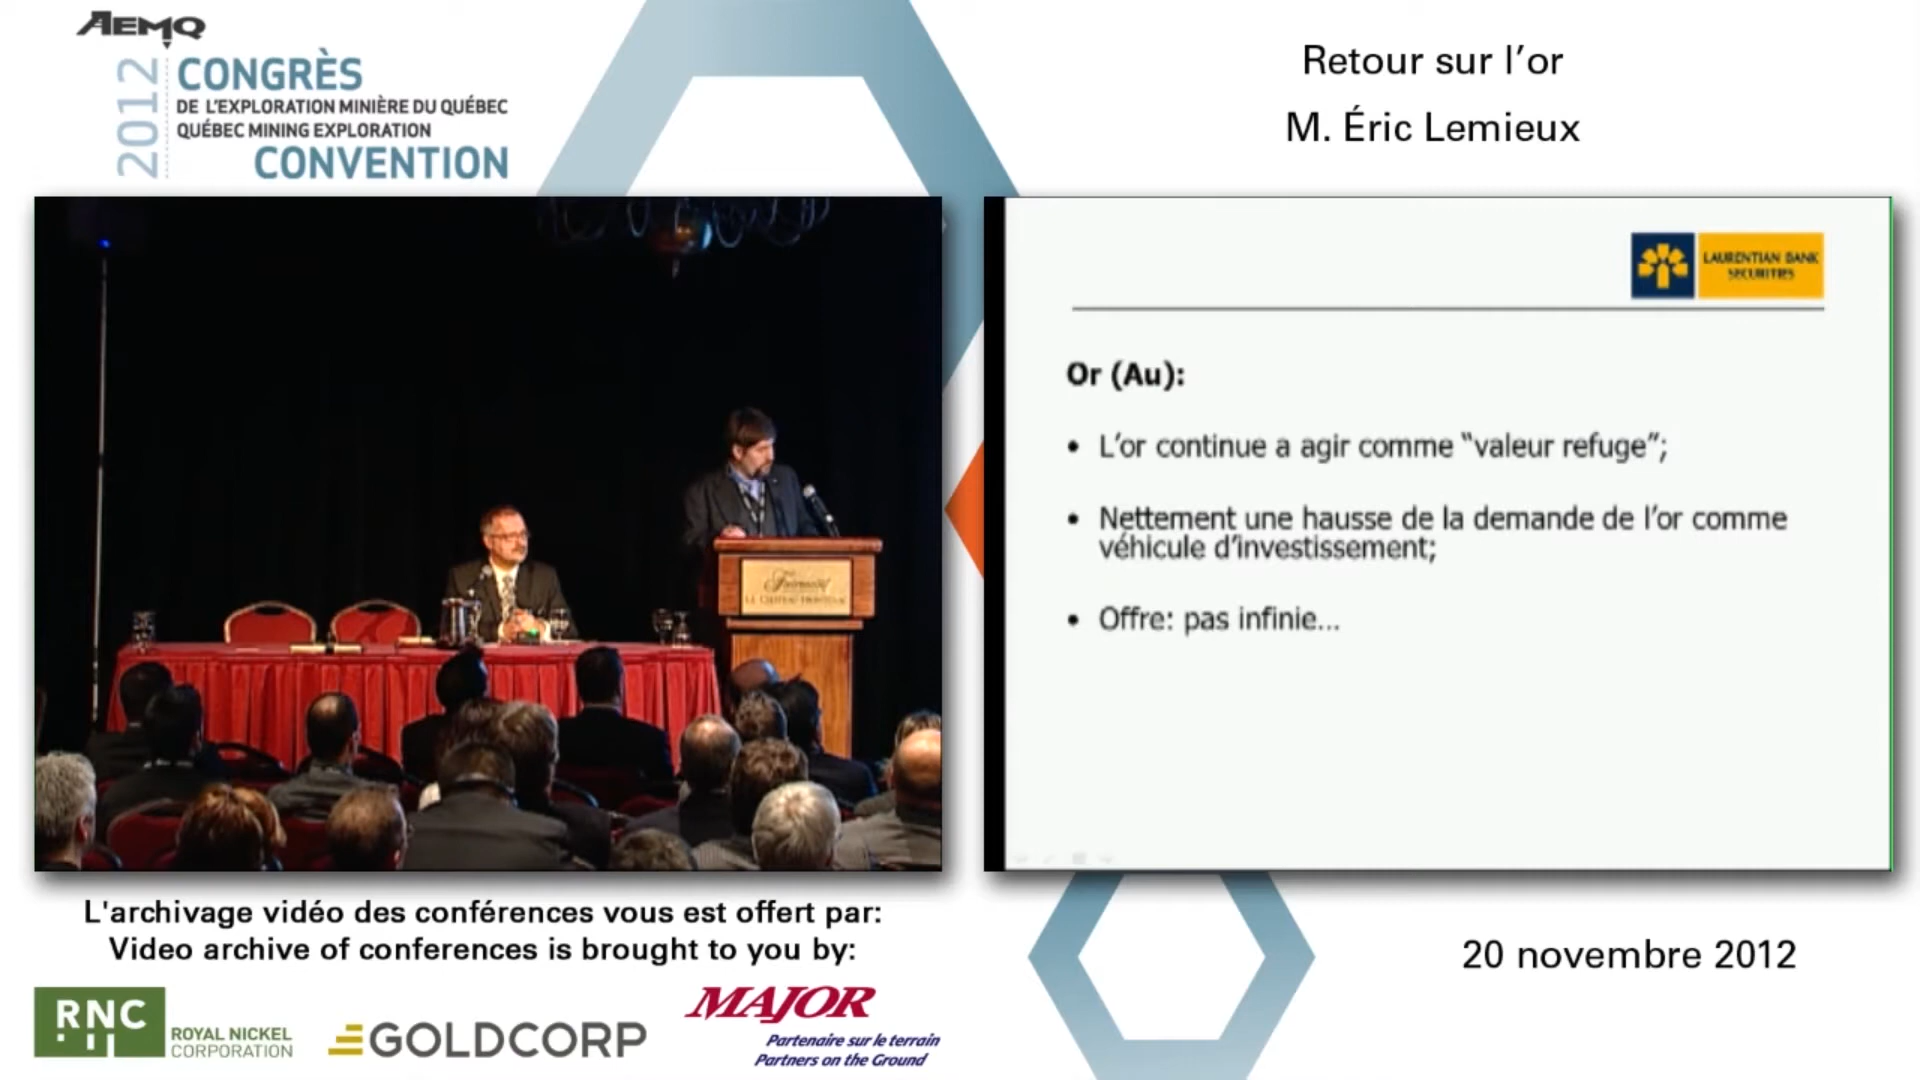 AEMQ
2012
CONGRÈS
DE L'EXPLORATION MINIÈRE DU QUÉBEC
QUÉBEC MINING EXPLORATION
CONVENTION
Retour sur l'or
M. Éric Lemieux
LAURENTIAN BANK
SECURITIES
Or (Au):
• L'or continue a agir comme "valeur refuge";
• Nettement une hausse de la demande de l'or comme
véhicule d'investissement;
• Offre: pas infinie...
Fairmont
LE CHÂTEAU FRONTENAC
L'archivage vidéo des conférences vous est offert par:
Video archive of conferences is brought to you by:
RNC
ROYAL NICKEL
CORPORATION
GOLDCORP
MAJOR
Partenaire sur le terrain
Partners on the Ground
20 novembre 2012